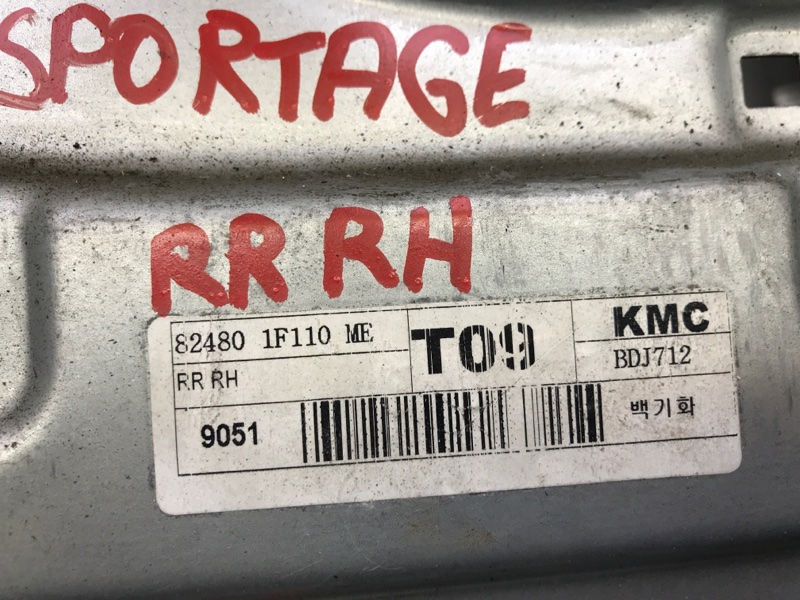 SPORTAGE
RR RH
82480 1F110 ME
T09
KMC
RR RH
BDJ712
9051
백기화